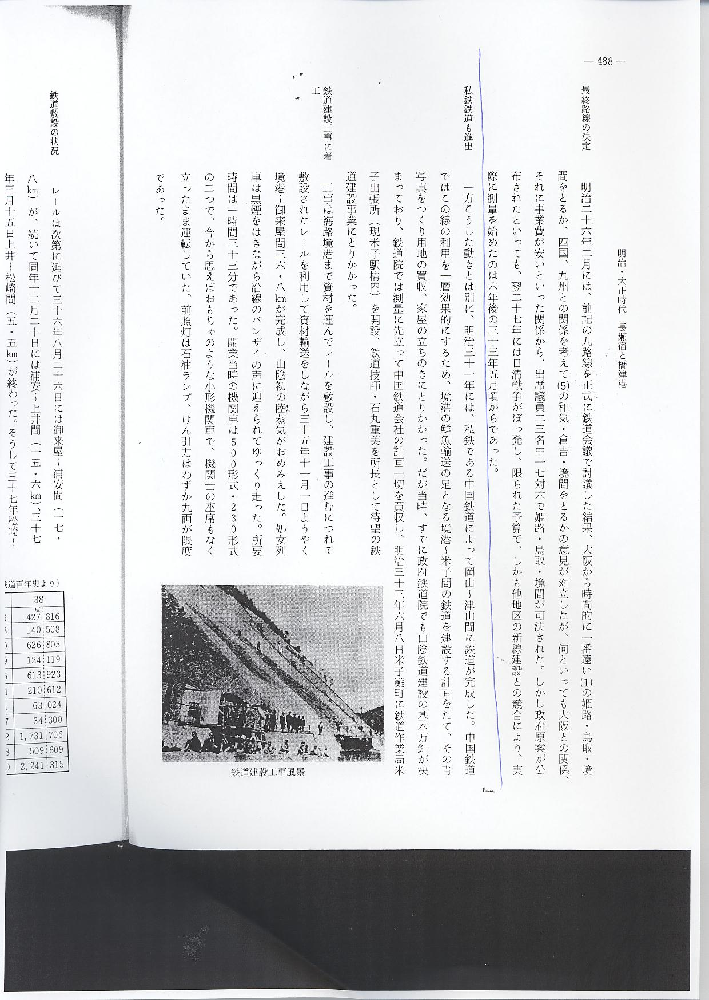 ― 488 ―
明治・大正時代　長瀬宿と橋津港
最終路線の決定
明治二十六年二月には、前記の九路線を正式に鉄道会議で討議した結果、大阪から時間的に一番遠い(1)の姫路・鳥取・境
間をとるか、四国、九州との関係を考えて(5)の和気・倉吉・境間をとるかの意見が対立したが、何といっても大阪との関係、
それに事業費が安いといった関係から、出席議員二三名中一七対六で姫路・鳥取・境間が可決された。しかし政府原案が公
布されたといっても、翌二十七年には日清戦争がぼっ発し、限られた予算で、しかも他地区の新線建設との競合により、実
際に測量を始めたのは六年後の三十三年五月頃からであった。
私鉄鉄道も進出
一方こうした動きとは別に、明治三十一年には、私鉄である中国鉄道によって岡山～津山間に鉄道が完成した。中国鉄道
ではこの線の利用を一層効果的にするため、境港の鮮魚輸送の足となる境港～米子間の鉄道を建設する計画をたて、その青
写真をつくり用地の買収、家屋の立ちのきにとりかかった。だが当時、すでに政府鉄道院でも山陰鉄道建設の基本方針が決
まっており、鉄道院では測量に先立って中国鉄道会社の計画一切を買収し、明治三十三年六月八日米子灘町に鉄道作業局米
子出張所（現米子駅構内）を開設、鉄道技師・石丸重美を所長として待望の鉄
道建設事業にとりかかった。
鉄道建設工事に着
工
工事は海路境港まで資材を運んでレールを敷設し、建設工事の進むにつれて
敷設されたレールを利用して資材輸送をしながら三十五年十一月一日ようやく
境港～御来屋間三六・八kmが完成し、山陰初の陸蒸気がおめみえした。処女列
車は黒煙をはきながら沿線のバンザイの声に迎えられてゆっくり走った。所要
時間は一時間三十三分であった。開業当時の機関車は５００形式・２３０形式
の二つで、今から思えばおもちゃのような小形機関車で、機関士の座席もなく
立ったまま運転していた。前照灯は石油ランプ、けん引力はわずか九両が限度
であった。
鉄道建設工事風景
鉄道敷設の状況
レールは次第に延びて三十六年八月二十六日には御来屋～浦安間（一七・
八km）が、続いて同年十二月二十日には浦安～上井間（一五・六km）、三十七
年三月十五日上井～松崎間（五・五km）が終わった。そうして三十七年松崎～
道百年史より）
38
反
427 816
140 508
626 803
124 119
613 923
210 612
63 024
34 300
1,731 706
509 609
2,241 315